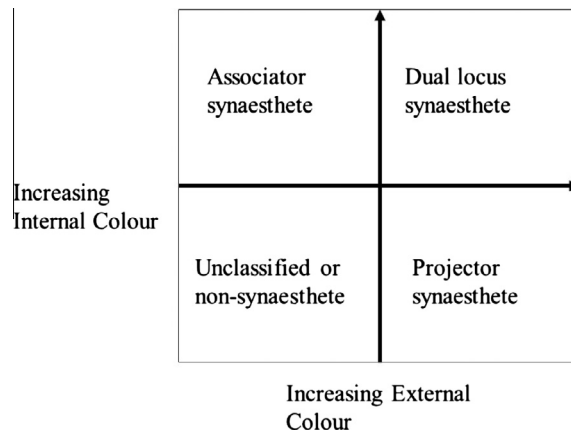 Associator
synaesthete
Dual locus
synaesthete
Increasing
Internal Colour
Unclassified or
non-synaesthete
Projector
synaesthete
Increasing External
Colour